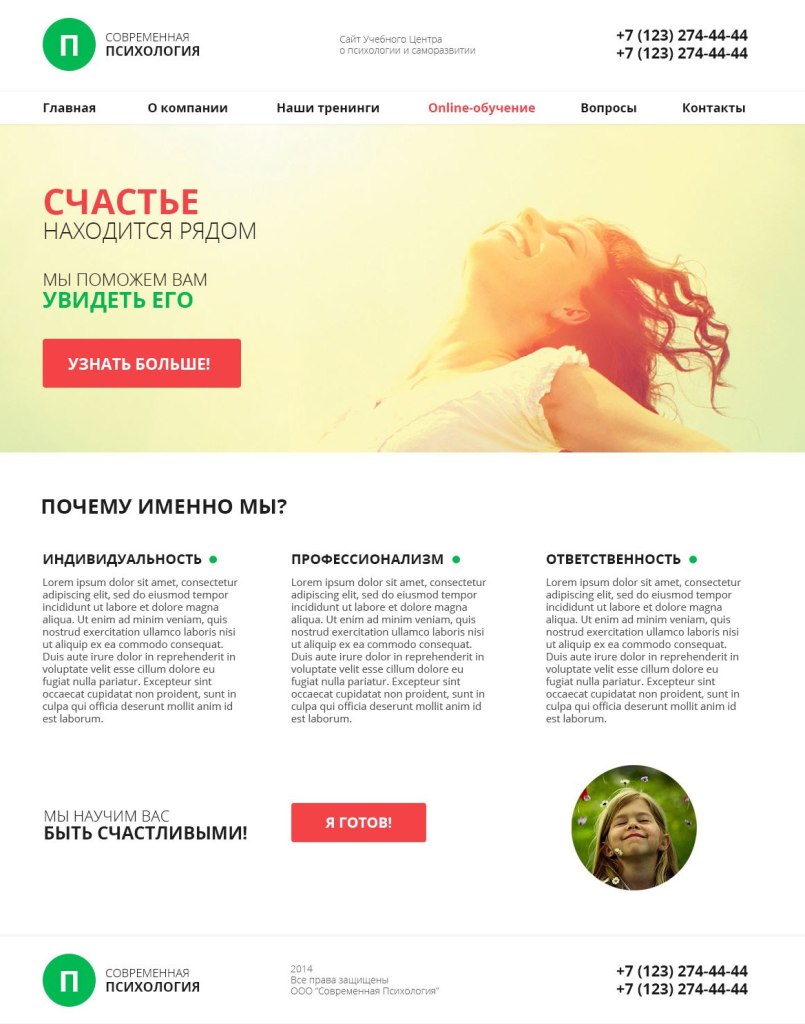 П
СОВРЕМЕННАЯ
ПСИХОЛОГИЯ
Сайт Учебного Центра
о психологии и саморазвитии
+7 (123) 274-44-44
+7 (123) 274-44-44
Главная О компании Наши тренинги Online-обучение Вопросы Контакты
СЧАСТЬЕ
НАХОДИТСЯ РЯДОМ
МЫ ПОМОЖЕМ ВАМ
УВИДЕТЬ ЕГО
УЗНАТЬ БОЛЬШЕ!
ПОЧЕМУ ИМЕННО МЫ?
ИНДИВИДУАЛЬНОСТЬ
Lorem ipsum dolor sit amet, consectetur
adipiscing elit, sed do eiusmod tempor
incididunt ut labore et dolore magna
aliqua. Ut enim ad minim veniam, quis
nostrud exercitation ullamco laboris nisi
ut aliquip ex ea commodo consequat.
Duis aute irure dolor in reprehenderit in
voluptate velit esse cillum dolore eu
fugiat nulla pariatur. Excepteur sint
occaecat cupidatat non proident, sunt in
culpa qui officia deserunt mollit anim id
est laborum.
ПРОФЕССИОНАЛИЗМ
Lorem ipsum dolor sit amet, consectetur
adipiscing elit, sed do eiusmod tempor
incididunt ut labore et dolore magna
aliqua. Ut enim ad minim veniam, quis
nostrud exercitation ullamco laboris nisi
ut aliquip ex ea commodo consequat.
Duis aute irure dolor in reprehenderit in
voluptate velit esse cillum dolore eu
fugiat nulla pariatur. Excepteur sint
occaecat cupidatat non proident, sunt in
culpa qui officia deserunt mollit anim id
est laborum.
ОТВЕТСТВЕННОСТЬ
Lorem ipsum dolor sit amet, consectetur
adipiscing elit, sed do eiusmod tempor
incididunt ut labore et dolore magna
aliqua. Ut enim ad minim veniam, quis
nostrud exercitation ullamco laboris nisi
ut aliquip ex ea commodo consequat.
Duis aute irure dolor in reprehenderit in
voluptate velit esse cillum dolore eu
fugiat nulla pariatur. Excepteur sint
occaecat cupidatat non proident, sunt in
culpa qui officia deserunt mollit anim id
est laborum.
МЫ НАУЧИМ ВАС
БЫТЬ СЧАСТЛИВЫМИ!
Я ГОТОВ!
П
СОВРЕМЕННАЯ
ПСИХОЛОГИЯ
2014
Все права защищены
ООО "Современная Психология"
+7 (123) 274-44-44
+7 (123) 274-44-44